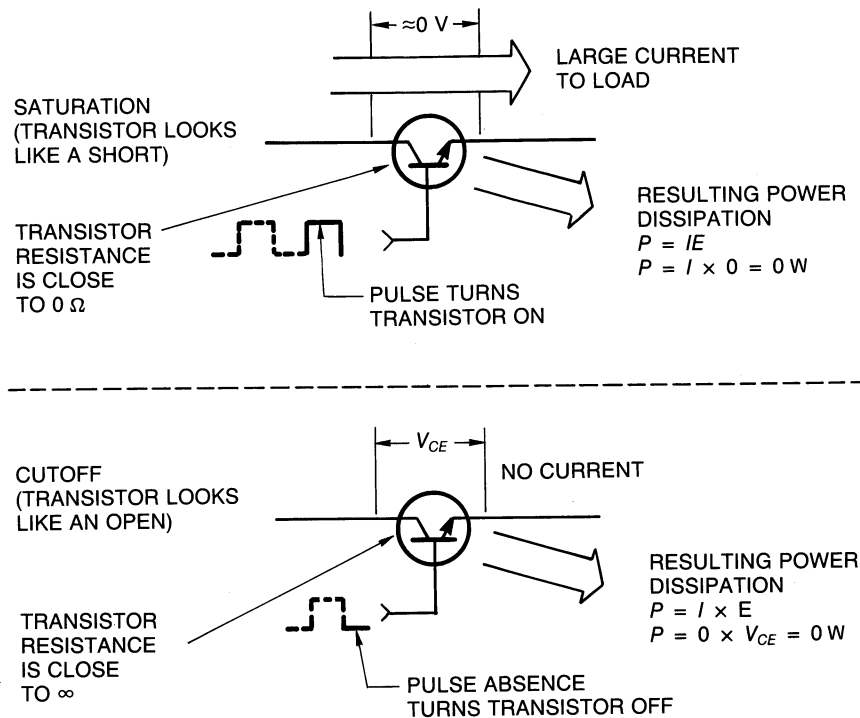 ≈0 V
LARGE CURRENT
TO LOAD
SATURATION
(TRANSISTOR LOOKS
LIKE A SHORT)
RESULTING POWER
DISSIPATION
P = IE
P = I × 0 = 0 W
TRANSISTOR
RESISTANCE
IS CLOSE
TO 0 Ω
PULSE TURNS
TRANSISTOR ON
V_CE
NO CURRENT
CUTOFF
(TRANSISTOR LOOKS
LIKE AN OPEN)
RESULTING POWER
DISSIPATION
P = I × E
P = 0 × V_CE = 0 W
TRANSISTOR
RESISTANCE
IS CLOSE
TO ∞
PULSE ABSENCE
TURNS TRANSISTOR OFF